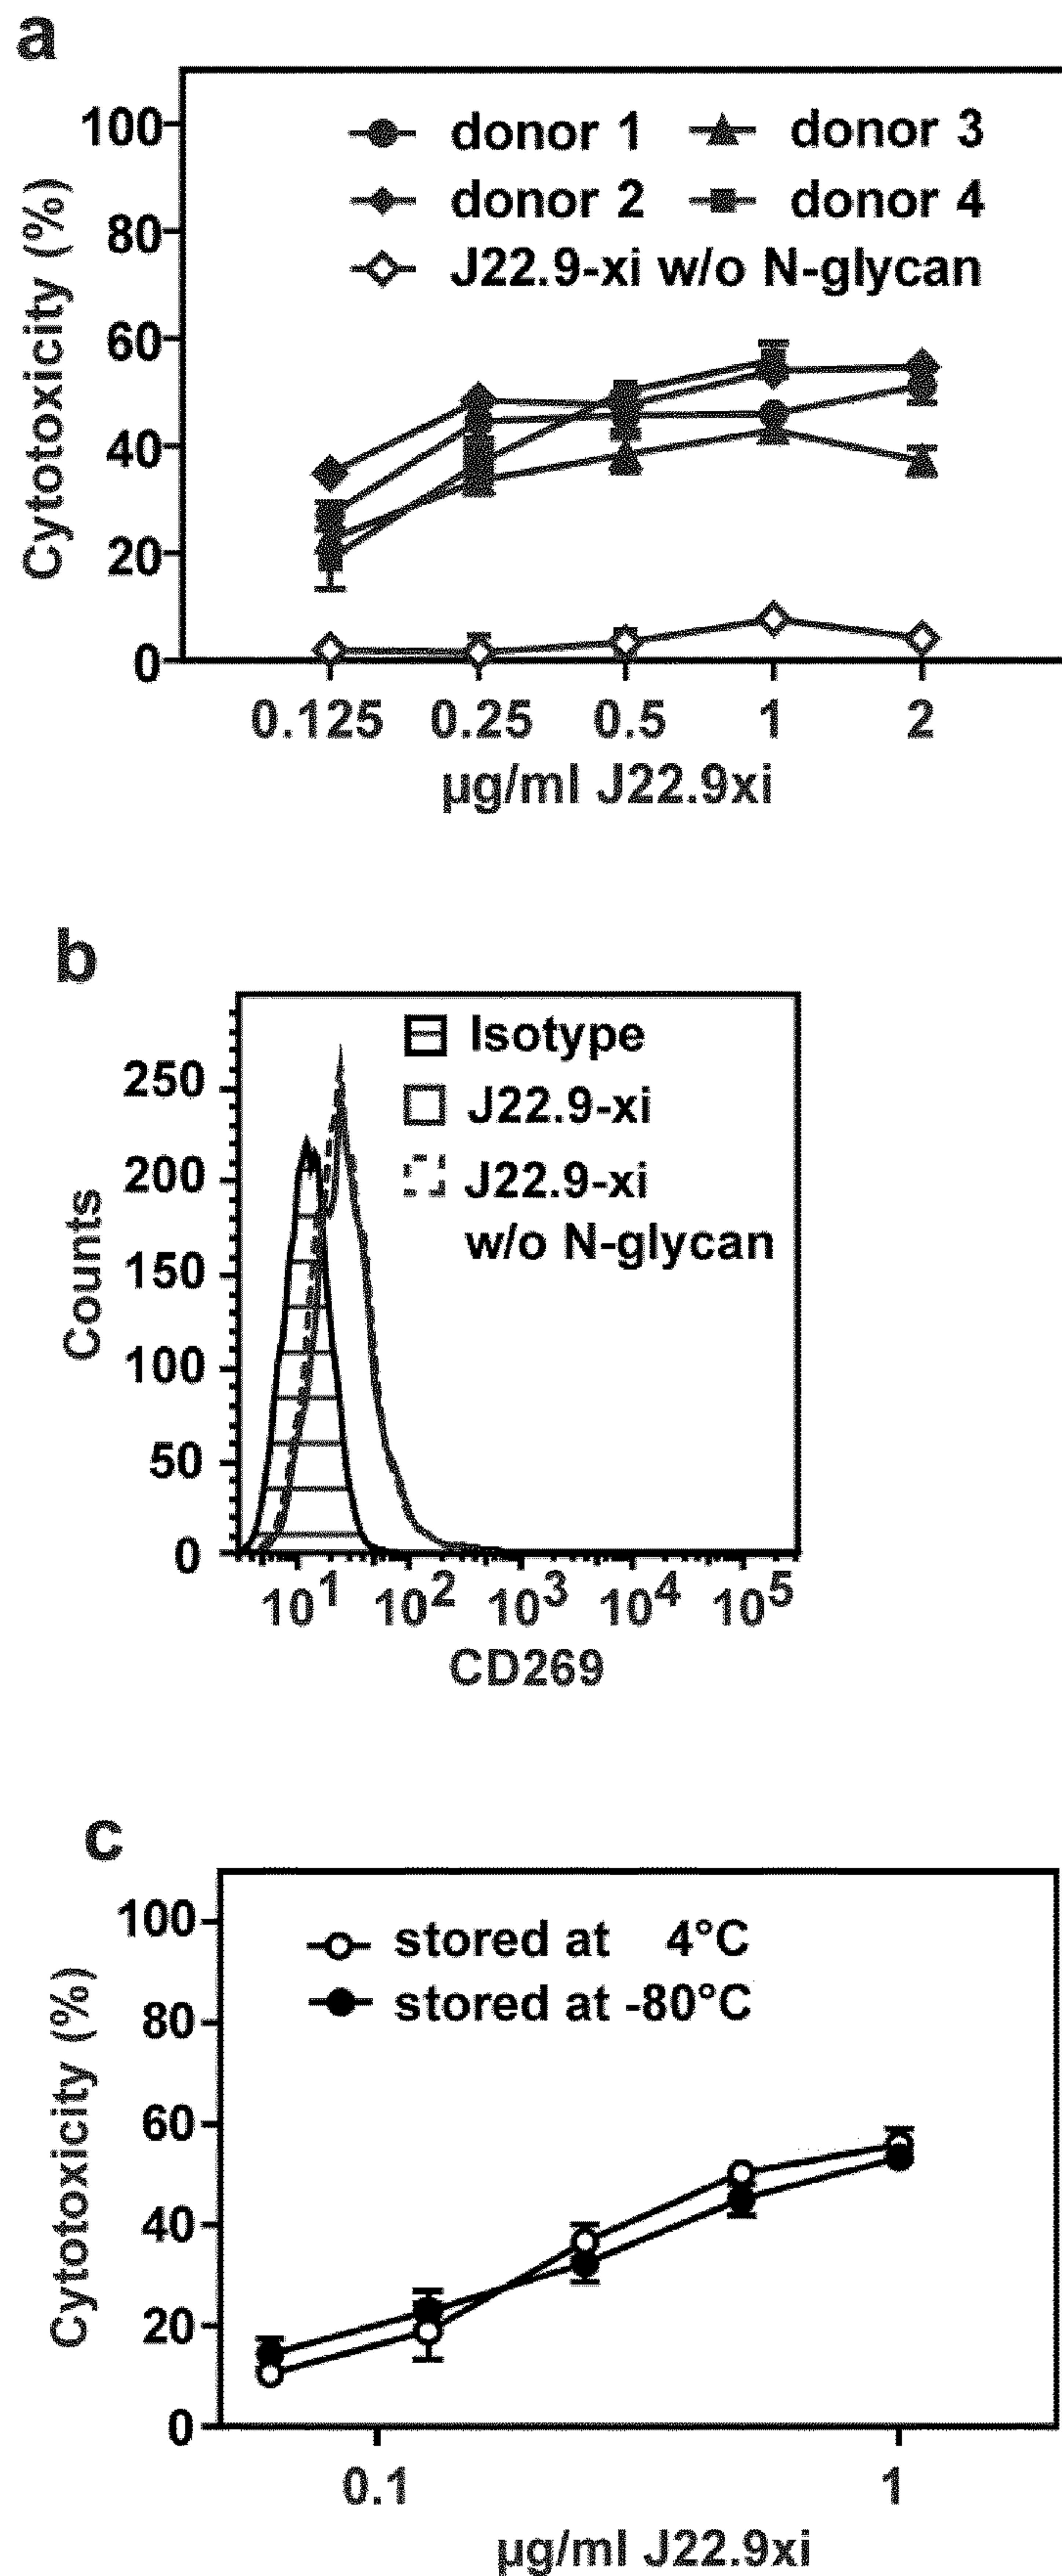 a
100
80
60
40
20
0
Cytotoxicity (%)
donor 1
donor 3
donor 2
donor 4
J22.9-xi w/o N-glycan
0.125 0.25 0.5 1 2
µg/ml J22.9xi
b
250
200
150
100
50
0
Counts
Isotype
J22.9-xi
J22.9-xi
w/o N-glycan
10¹ 10² 10³ 10⁴ 10⁵
CD269
c
100
80
60
40
20
0
Cytotoxicity (%)
stored at 4°C
stored at -80°C
0.1 1
µg/ml J22.9xi